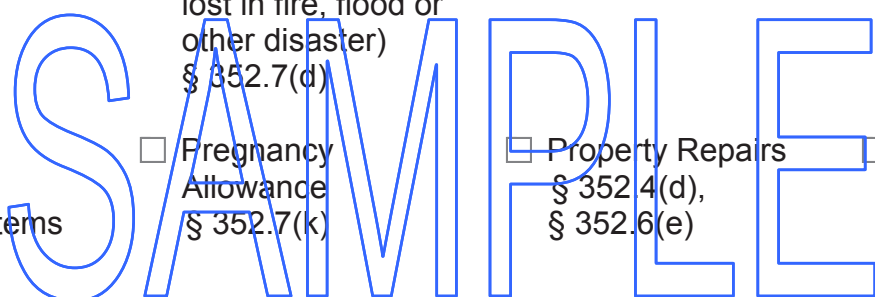 lost in fire, flood or
other disaster)
§ 352.7(d)
Pregnancy
Allowance
§ 352.7(k)
Property Repairs
§ 352.4(d),
§ 352.6(e)
SAMPLE